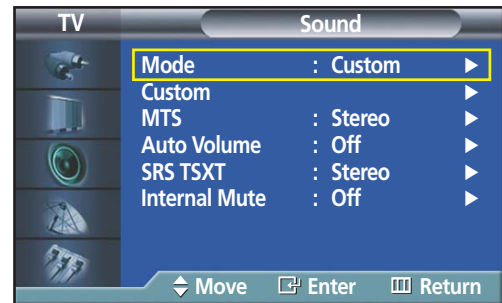 TV Sound
Mode : Custom
Custom
MTS : Stereo
Auto Volume : Off
SRS TSXT : Stereo
Internal Mute : Off
Move Enter Return